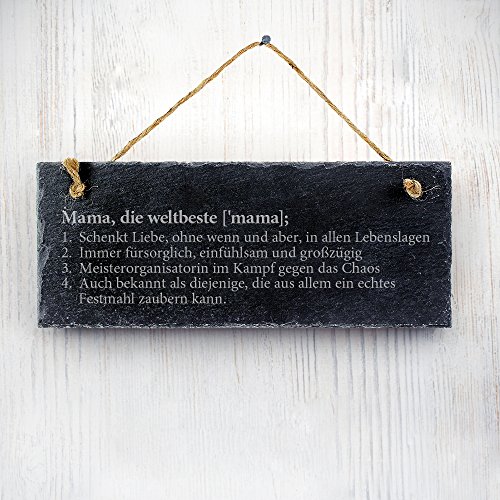 Mama, die weltbeste ['mama];
1. Schenkt Liebe, ohne wenn und aber, in allen Lebenslagen
2. Immer fürsorglich, einfühlsam und großzügig
3. Meisterorganisatorin im Kampf gegen das Chaos
4. Auch bekannt als diejenige, die aus allem ein echtes
Festmahl zaubern kann.